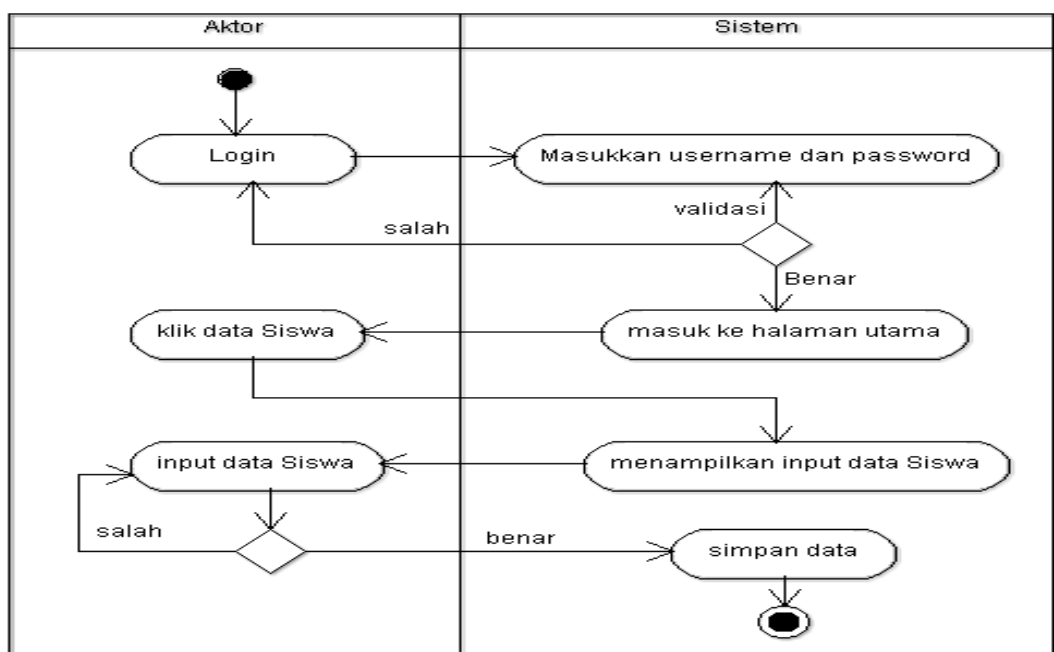 Aktor
Sistem
Login
Masukkan username dan password
validasi
salah
Benar
klik data Siswa
masuk ke halaman utama
input data Siswa
menampilkan input data Siswa
salah
benar
simpan data